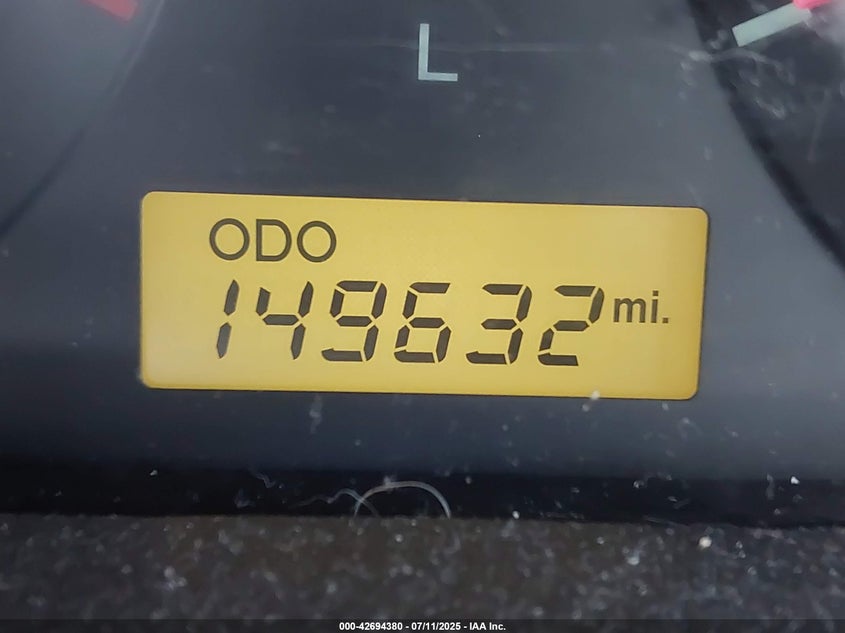 L
ODO
149632 mi.
000-42694380 - 07/11/2025 - IAA Inc.